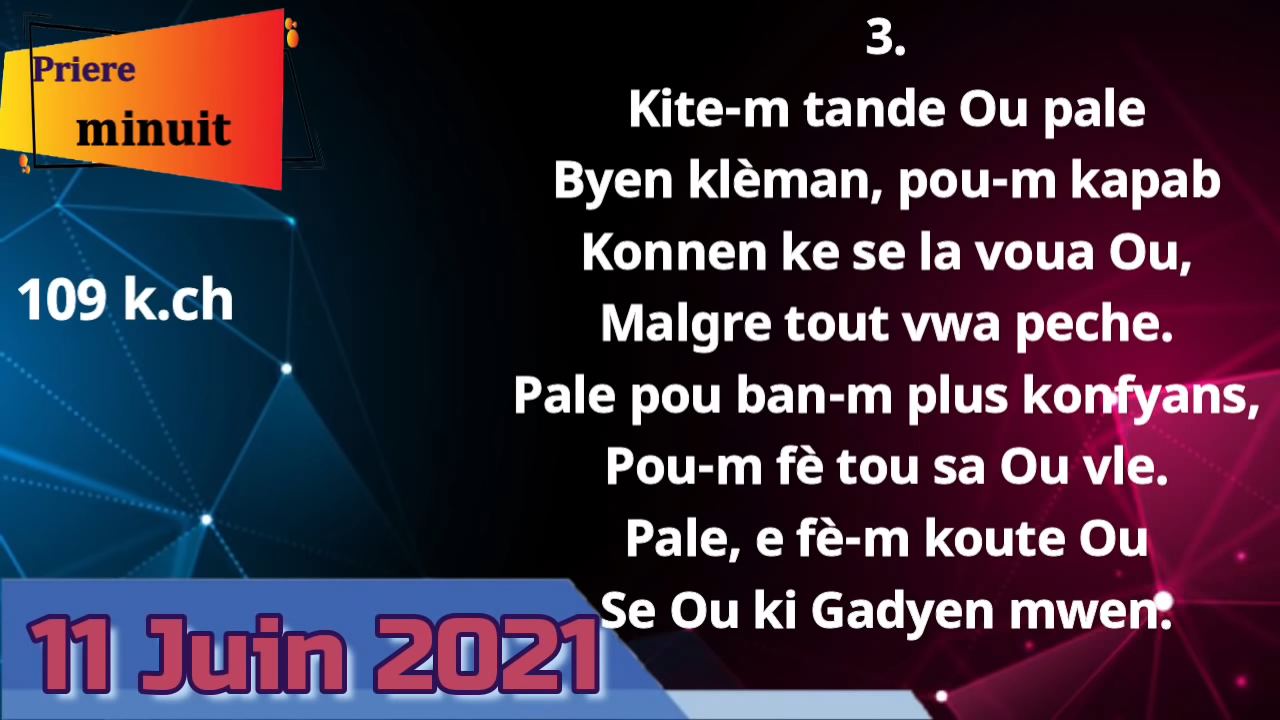 Priere
minuit
109 k.ch
3.
Kite-m tande Ou pale
Byen klèman, pou-m kapab
Konnen ke se la voua Ou,
Malgre tout vwa peche.
Pale pou ban-m plus konfyans,
Pou-m fè tou sa Ou vle.
Pale, e fè-m koute Ou
Se Ou ki Gadyen mwen.
11 Juin 2021